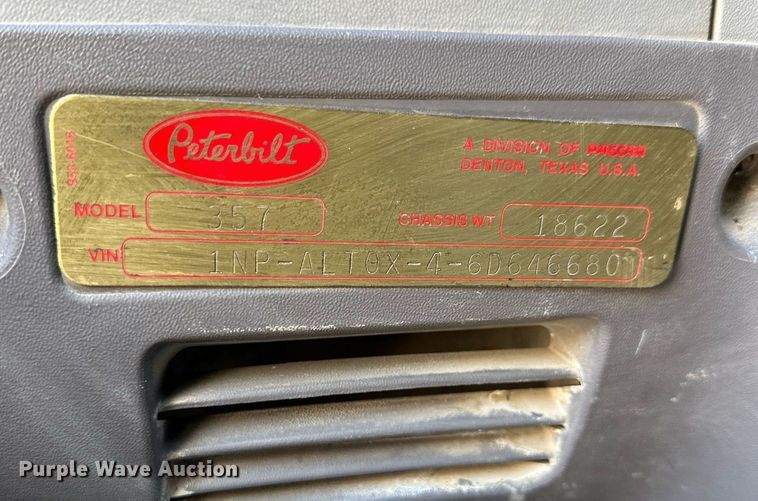 Peterbilt
A DIVISION OF PACCAR
DENTON, TEXAS U.S.A.
MODEL 357 CHASSIS WT 18622
VIN 1NP-ALT0X-4-6D646680
Purple Wave Auction